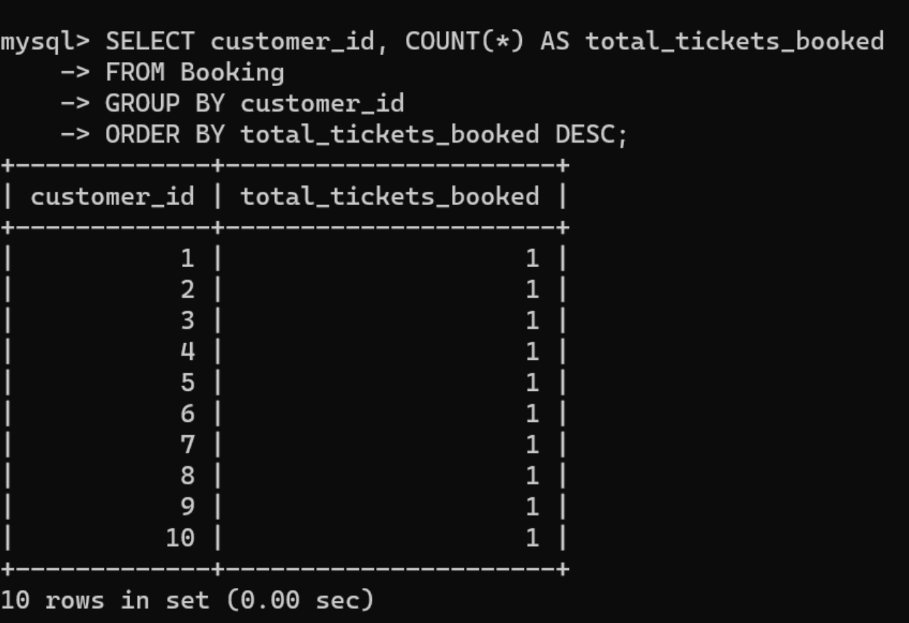 mysql> SELECT customer_id, COUNT(*) AS total_tickets_booked
    -> FROM Booking
    -> GROUP BY customer_id
    -> ORDER BY total_tickets_booked DESC;
+-------------+----------------------+
| customer_id | total_tickets_booked |
+-------------+----------------------+
|           1 |                    1 |
|           2 |                    1 |
|           3 |                    1 |
|           4 |                    1 |
|           5 |                    1 |
|           6 |                    1 |
|           7 |                    1 |
|           8 |                    1 |
|           9 |                    1 |
|          10 |                    1 |
+-------------+----------------------+
10 rows in set (0.00 sec)